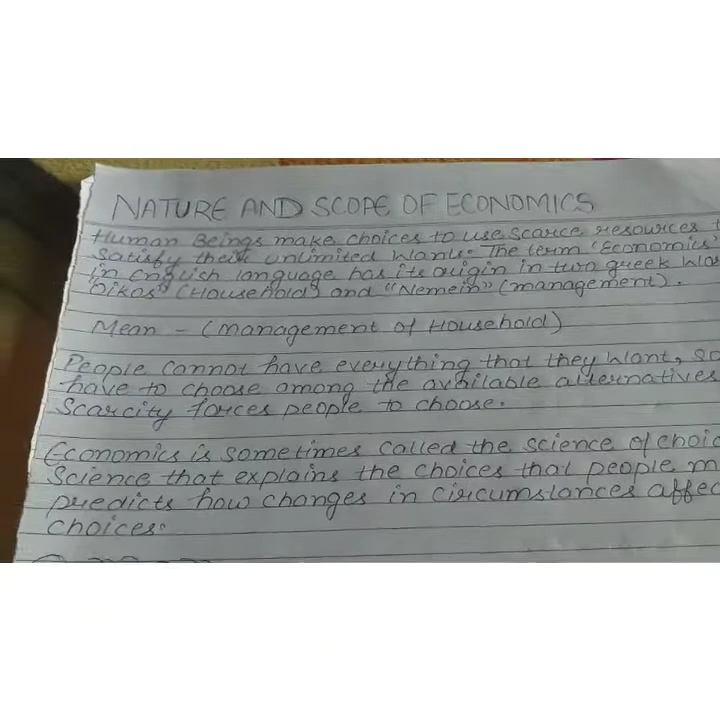 NATURE AND SCOPE OF ECONOMICS
Human Beings make choices to use scarce resources
satisfy their unlimited wants. The term "Economics"
in English language has its origin in two greek
"Oikos" (Household) and "Nemein" (management).
Mean - (management of Household)
People cannot have everything that they want, so
have to choose among the available alternatives
Scarcity forces people to choose.
Economics is sometimes called the science of
Science that explains the choices that people
predicts how changes in circumstances
choices.